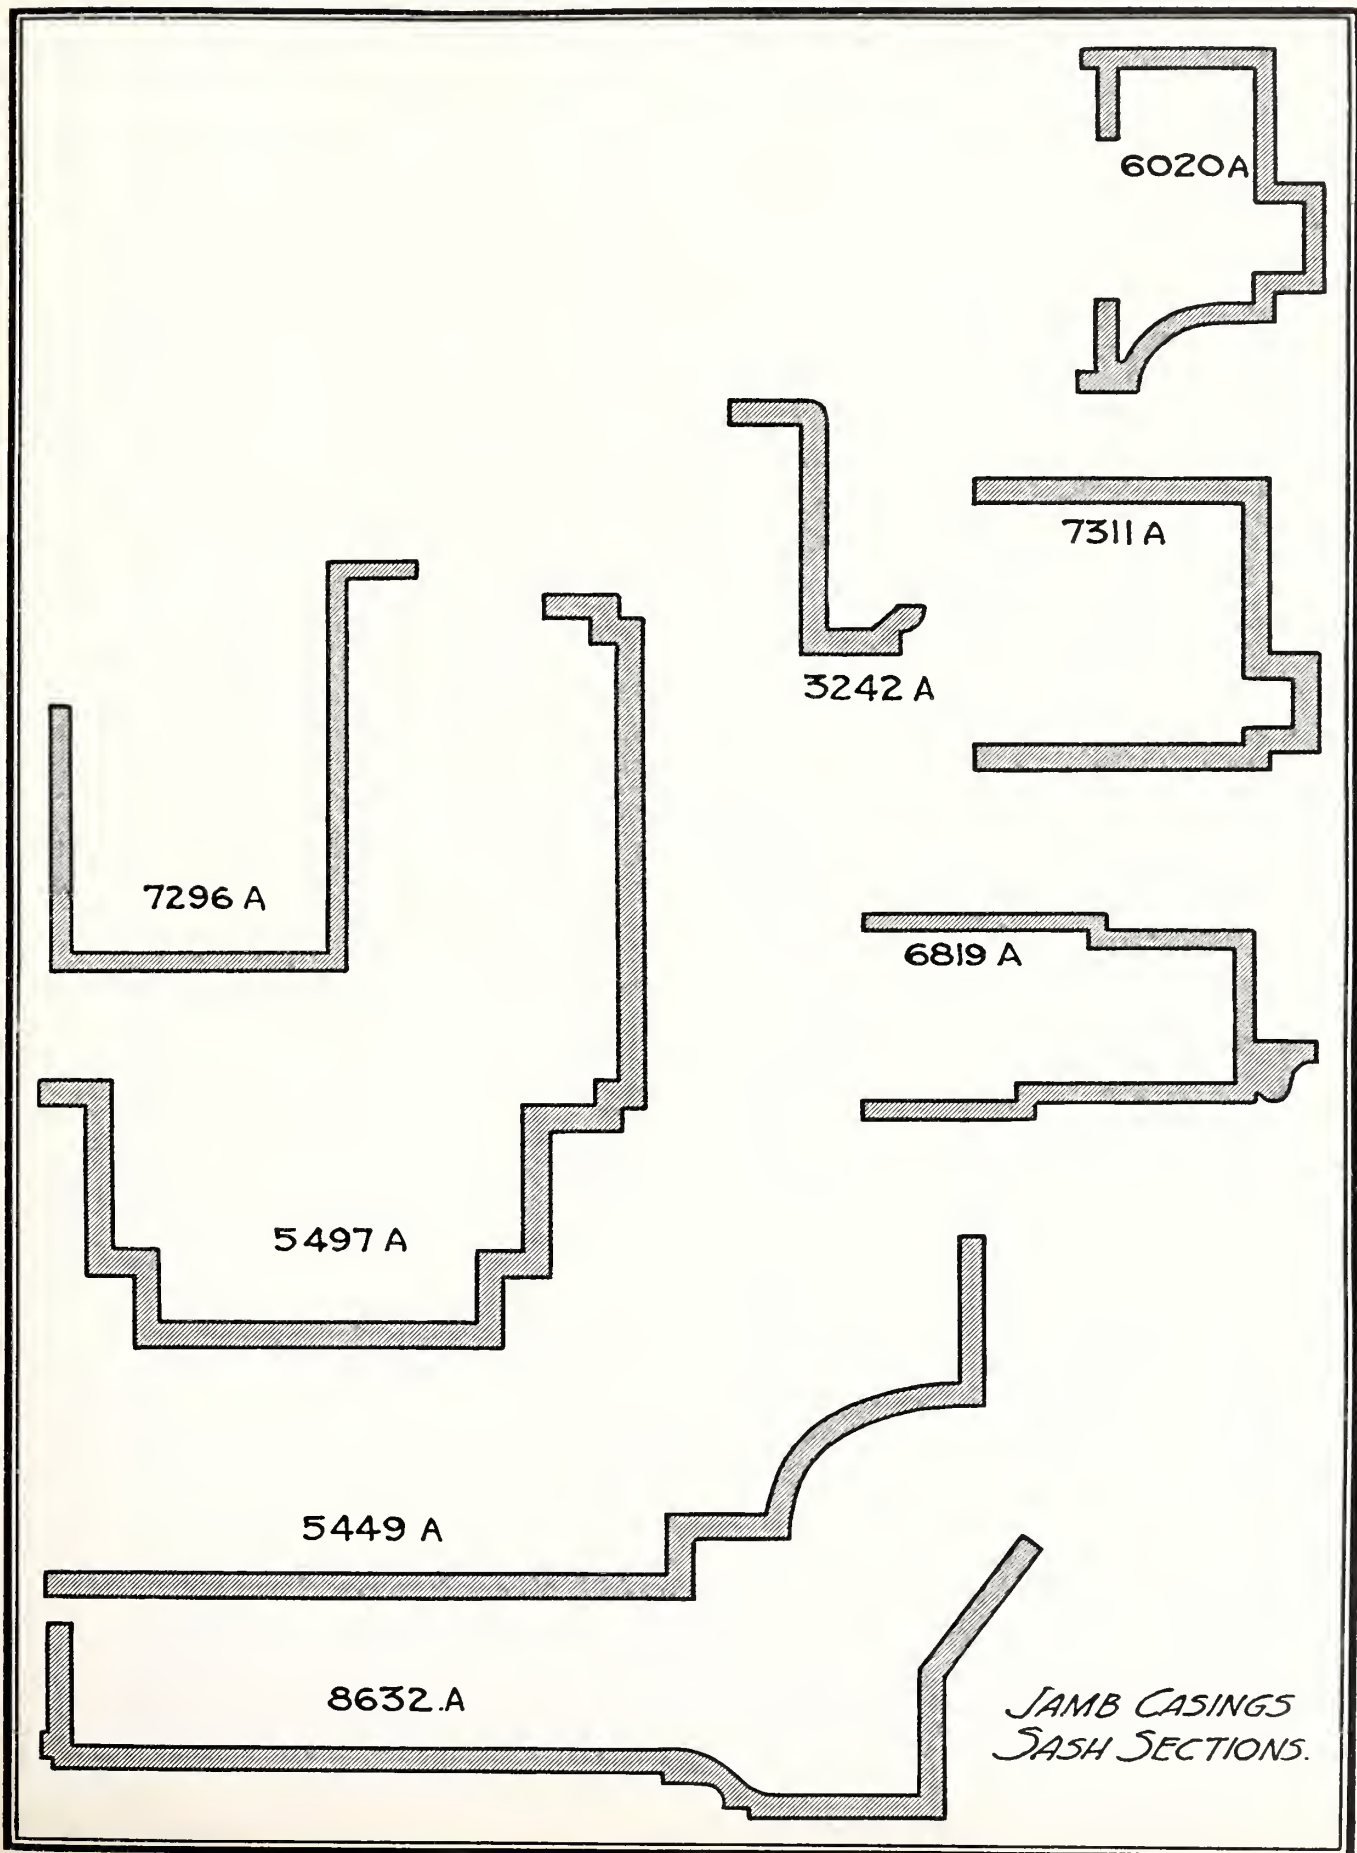 6020A
7311 A
3242 A
7296 A
6819 A
5497 A
5449 A
8632.A
JAMB CASINGS
SASH SECTIONS.